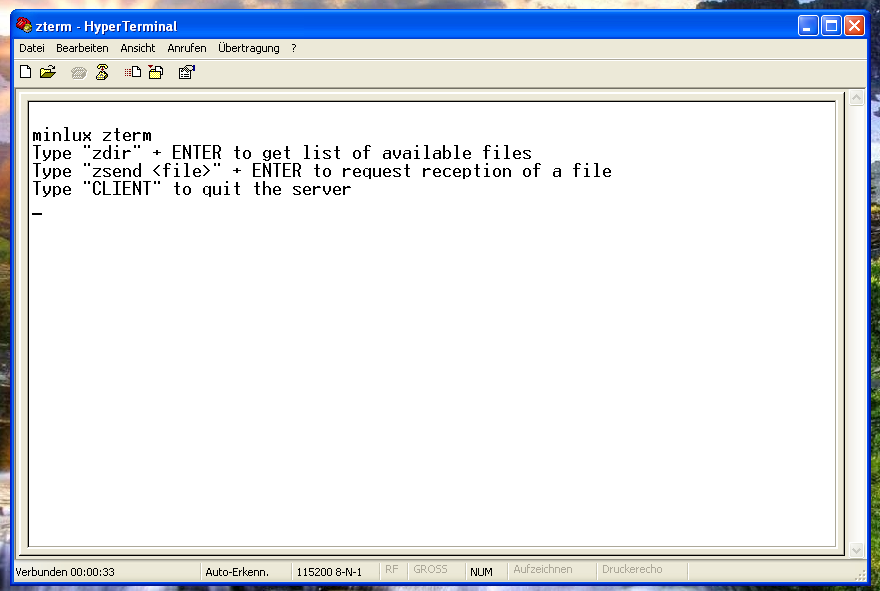 zterm - HyperTerminal
Datei Bearbeiten Ansicht Anrufen Übertragung ?
minlux zterm
Type "zdir" + ENTER to get list of available files
Type "zsend <file>" + ENTER to request reception of a file
Type "CLIENT" to quit the server
_
Verbunden 00:00:33 Auto-Erkenn. 115200 8-N-1 RF GROSS NUM Aufzeichnen Druckerecho